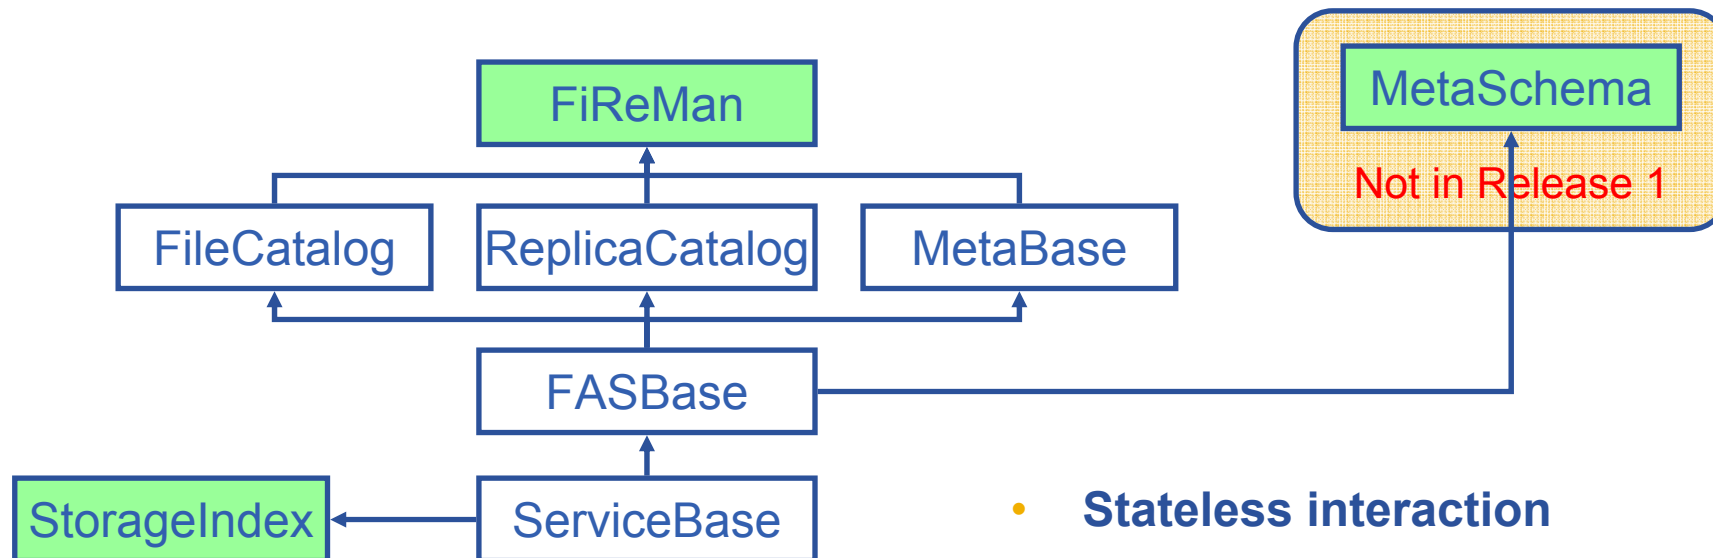 FiReMan
MetaSchema
Not in Release 1
FileCatalog
ReplicaCatalog
MetaBase
FASBase
StorageIndex
ServiceBase
• Stateless interaction